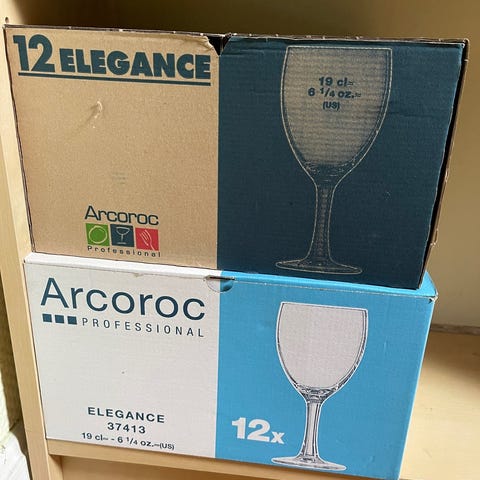 12 ELEGANCE
19 cl≈
6 1/4 oz.≈
(US)
Arcoroc
Professional
Arcoroc
PROFESSIONAL
ELEGANCE
37413
19 cl≈ - 6 1/4 oz.≈(US)
12x